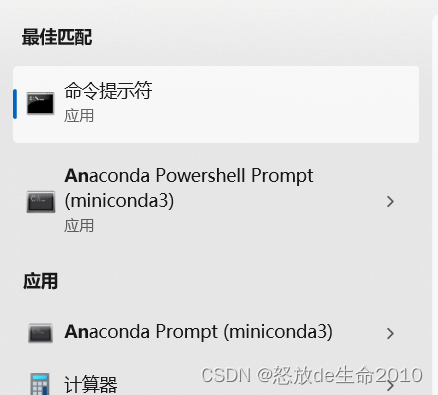 最佳匹配
命令提示符
应用
Anaconda Powershell Prompt
(miniconda3)
应用
应用
Anaconda Prompt (miniconda3)
计算器
CSDN @怒放de生命2010